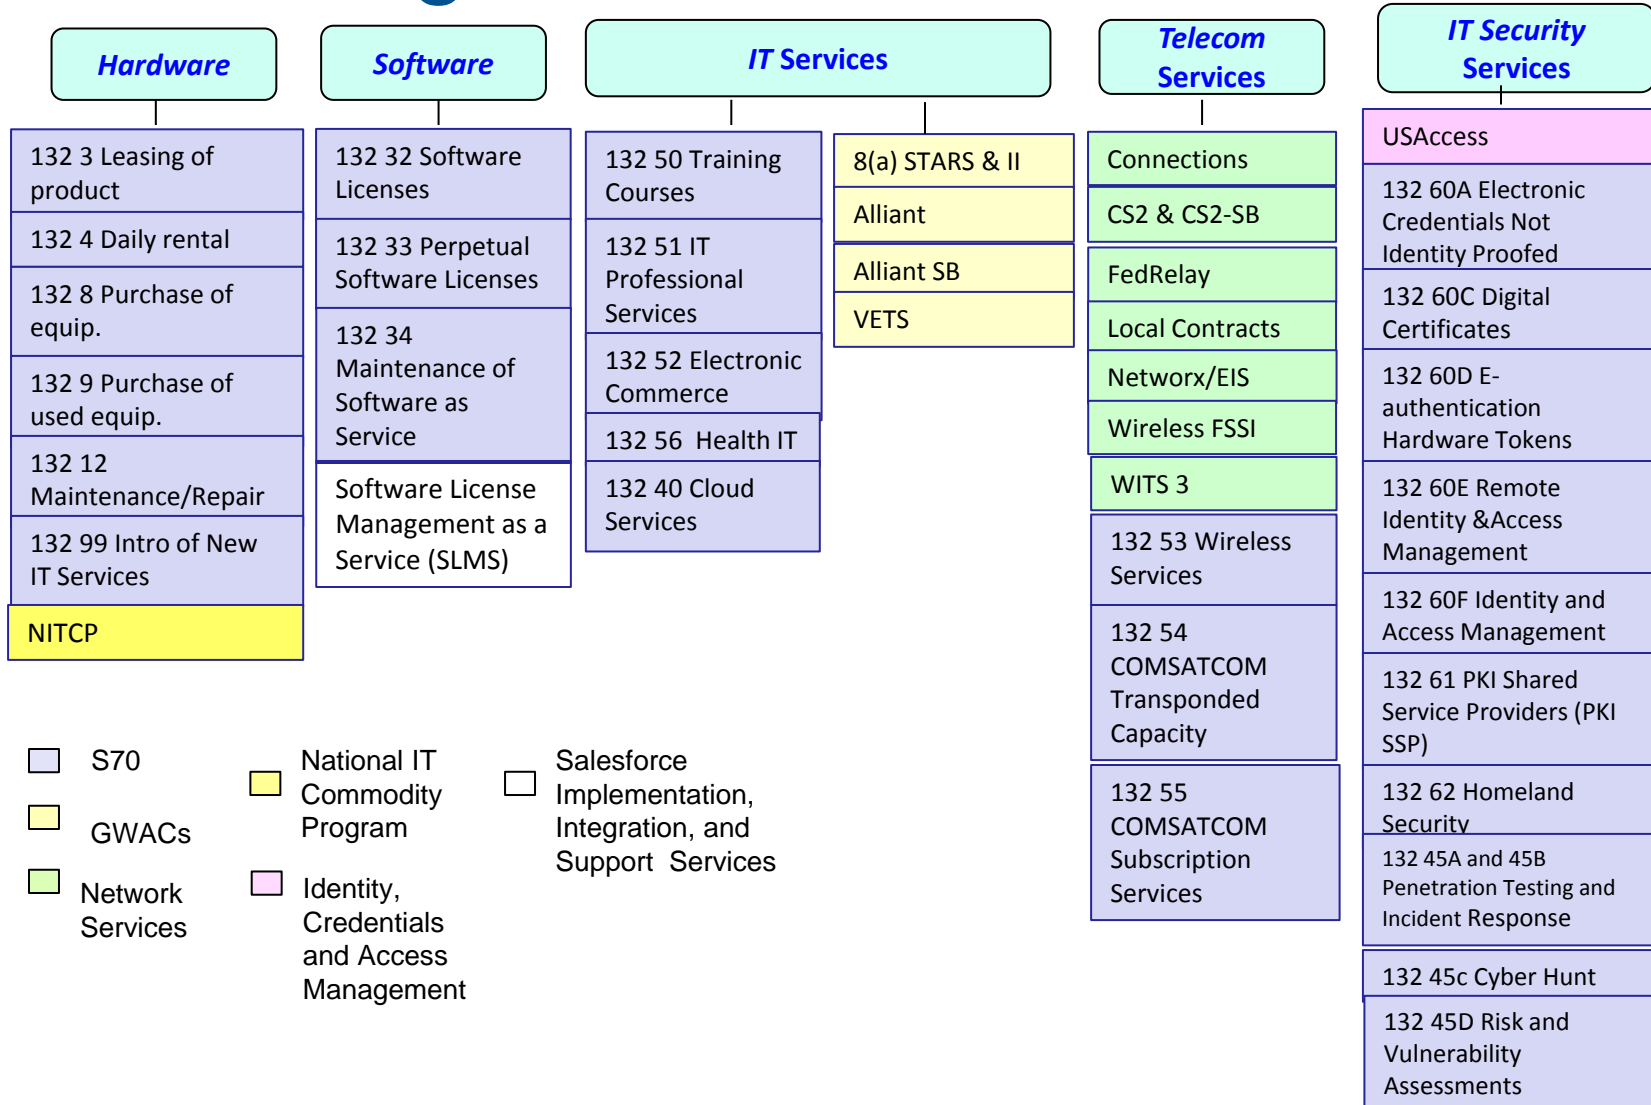 Hardware
132 3 Leasing of
product
132 4 Daily rental
132 8 Purchase of
equip.
132 9 Purchase of
used equip.
132 12
Maintenance/Repair
132 99 Intro of New
IT Services
NITCP
Software
132 32 Software
Licenses
132 33 Perpetual
Software Licenses
132 34
Maintenance of
Software as
Service
Software License
Management as a
Service (SLMS)
IT Services
132 50 Training
Courses
132 51 IT
Professional
Services
132 52 Electronic
Commerce
132 56  Health IT
132 40 Cloud
Services
8(a) STARS & II
Alliant
Alliant SB
VETS
Telecom
Services
Connections
CS2 & CS2-SB
FedRelay
Local Contracts
Networx/EIS
Wireless FSSI
WITS 3
132 53 Wireless
Services
132 54
COMSATCOM
Transponded
Capacity
132 55
COMSATCOM
Subscription
Services
IT Security
Services
USAccess
132 60A Electronic
Credentials Not
Identity Proofed
132 60C Digital
Certificates
132 60D E-
authentication
Hardware Tokens
132 60E Remote
Identity &Access
Management
132 60F Identity and
Access Management
132 61 PKI Shared
Service Providers (PKI
SSP)
132 62 Homeland
Security
132 45A and 45B
Penetration Testing and
Incident Response
132 45c Cyber Hunt
132 45D Risk and
Vulnerability
Assessments
S70
GWACs
Network
Services
National IT
Commodity
Program
Identity,
Credentials
and Access
Management
Salesforce
Implementation,
Integration, and
Support  Services